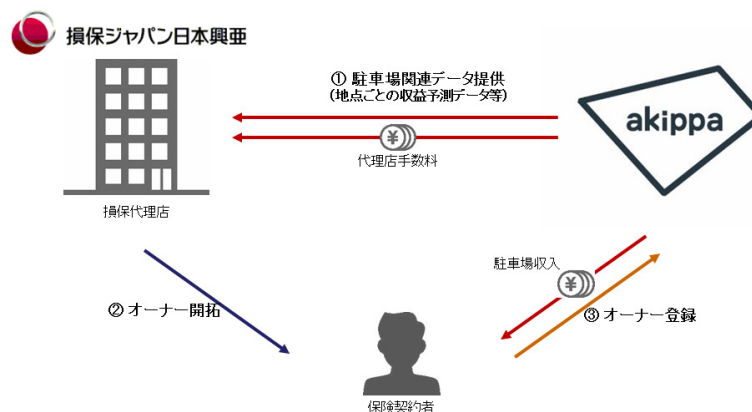 損保ジャパン日本興亜
① 駐車場関連データ提供
（地点ごとの収益予測データ等）
akippa
¥
代理店手数料
損保代理店
駐車場収入
¥
② オーナー開拓
③ オーナー登録
保険契約者